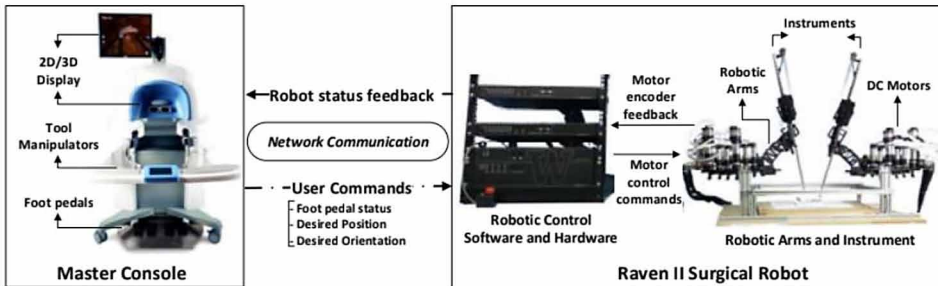 2D/3D
Display
Tool
Manipulators
Foot pedals
Master Console
Robot status feedback
Network Communication
User Commands
Foot pedal status
Desired Position
Desired Orientation
Motor
encoder
feedback
Motor
control
commands
Robotic Control
Software and Hardware
Instruments
Robotic
Arms
DC Motors
Robotic Arms and Instrument
Raven II Surgical Robot